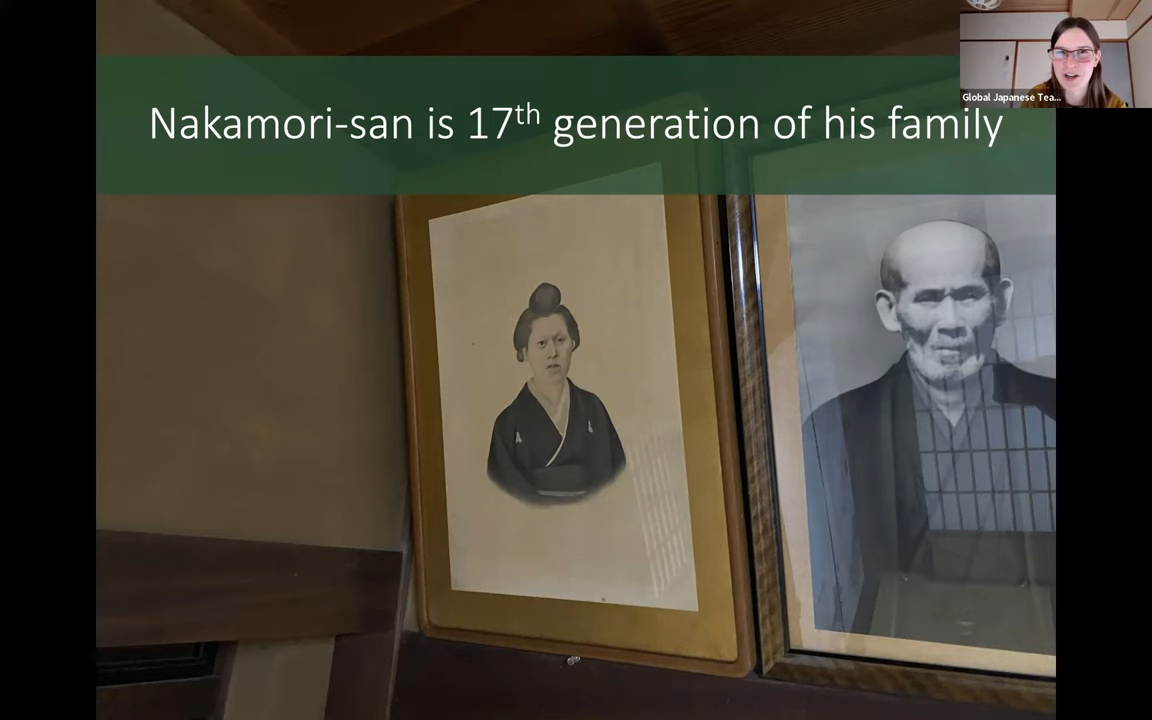 Nakamori-san is 17th generation of his family
Global Japanese Tea...